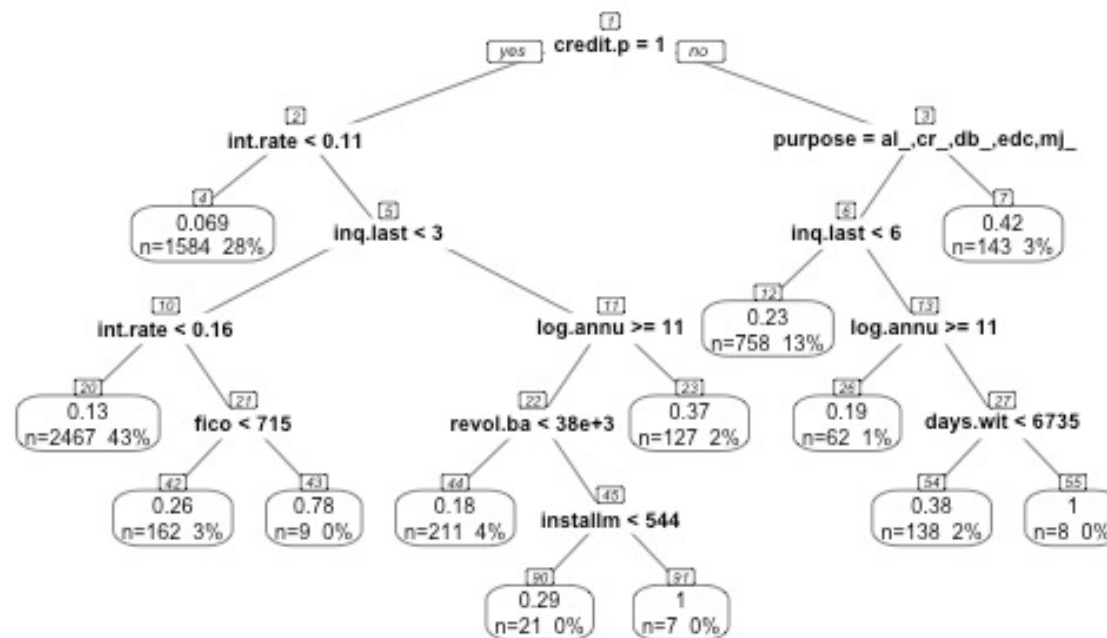 1
yes credit.p = 1 no
2 3
int.rate < 0.11 purpose = al_,cr_,db_,edc,mj_
4 5 6 7
0.069
n=1584 28%
inq.last < 3
inq.last < 6
0.42
n=143 3%
10 11 12 13
int.rate < 0.16
log.annu >= 11
0.23
n=758 13%
log.annu >= 11
20 21 22 23 26 27
0.13
n=2467 43%
fico < 715
revol.ba < 38e+3
0.37
n=127 2%
0.19
n=62 1%
days.wit < 6735
42 43 44 45 54 55
0.26
n=162 3%
0.78
n=9 0%
0.18
n=211 4%
installm < 544
0.38
n=138 2%
1
n=8 0%
90 91
0.29
n=21 0%
1
n=7 0%